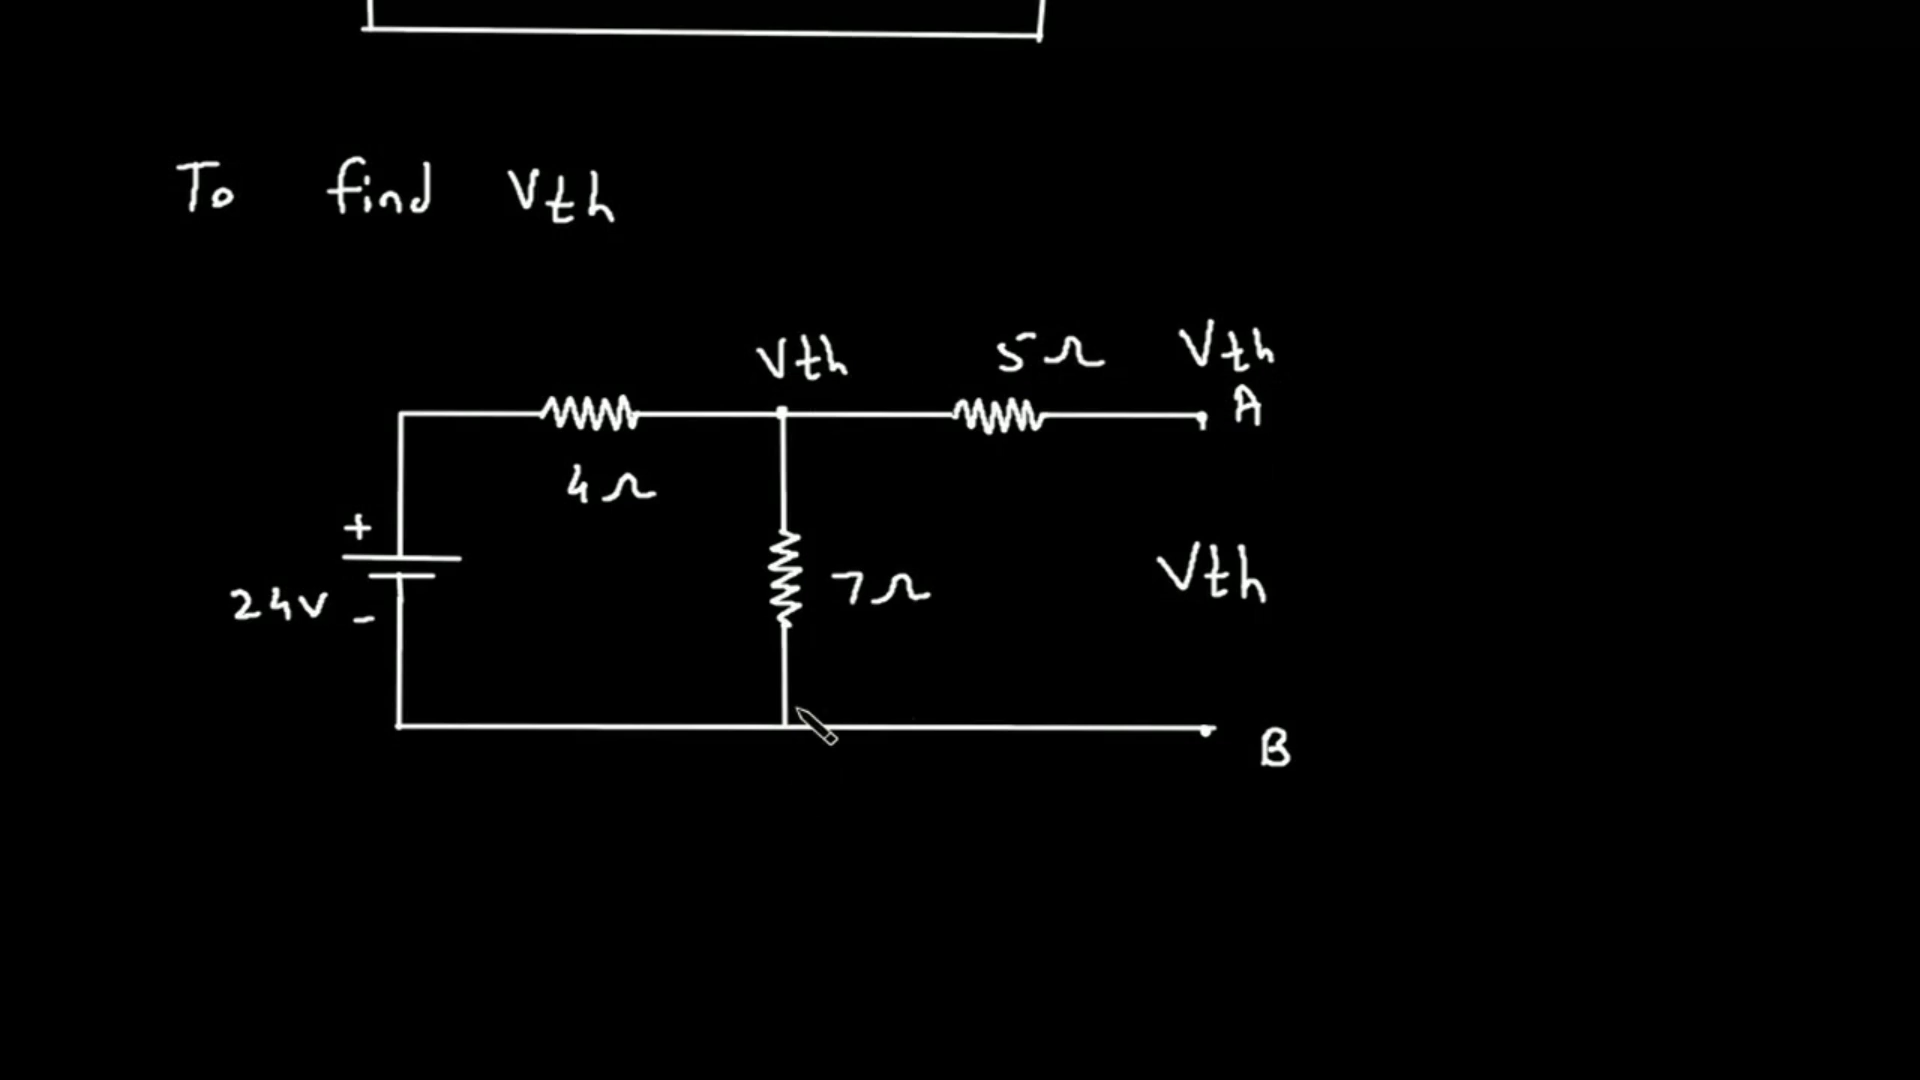 To find Vth
Vth 5Ω Vth
A
4Ω
+
24V -
7Ω Vth
B